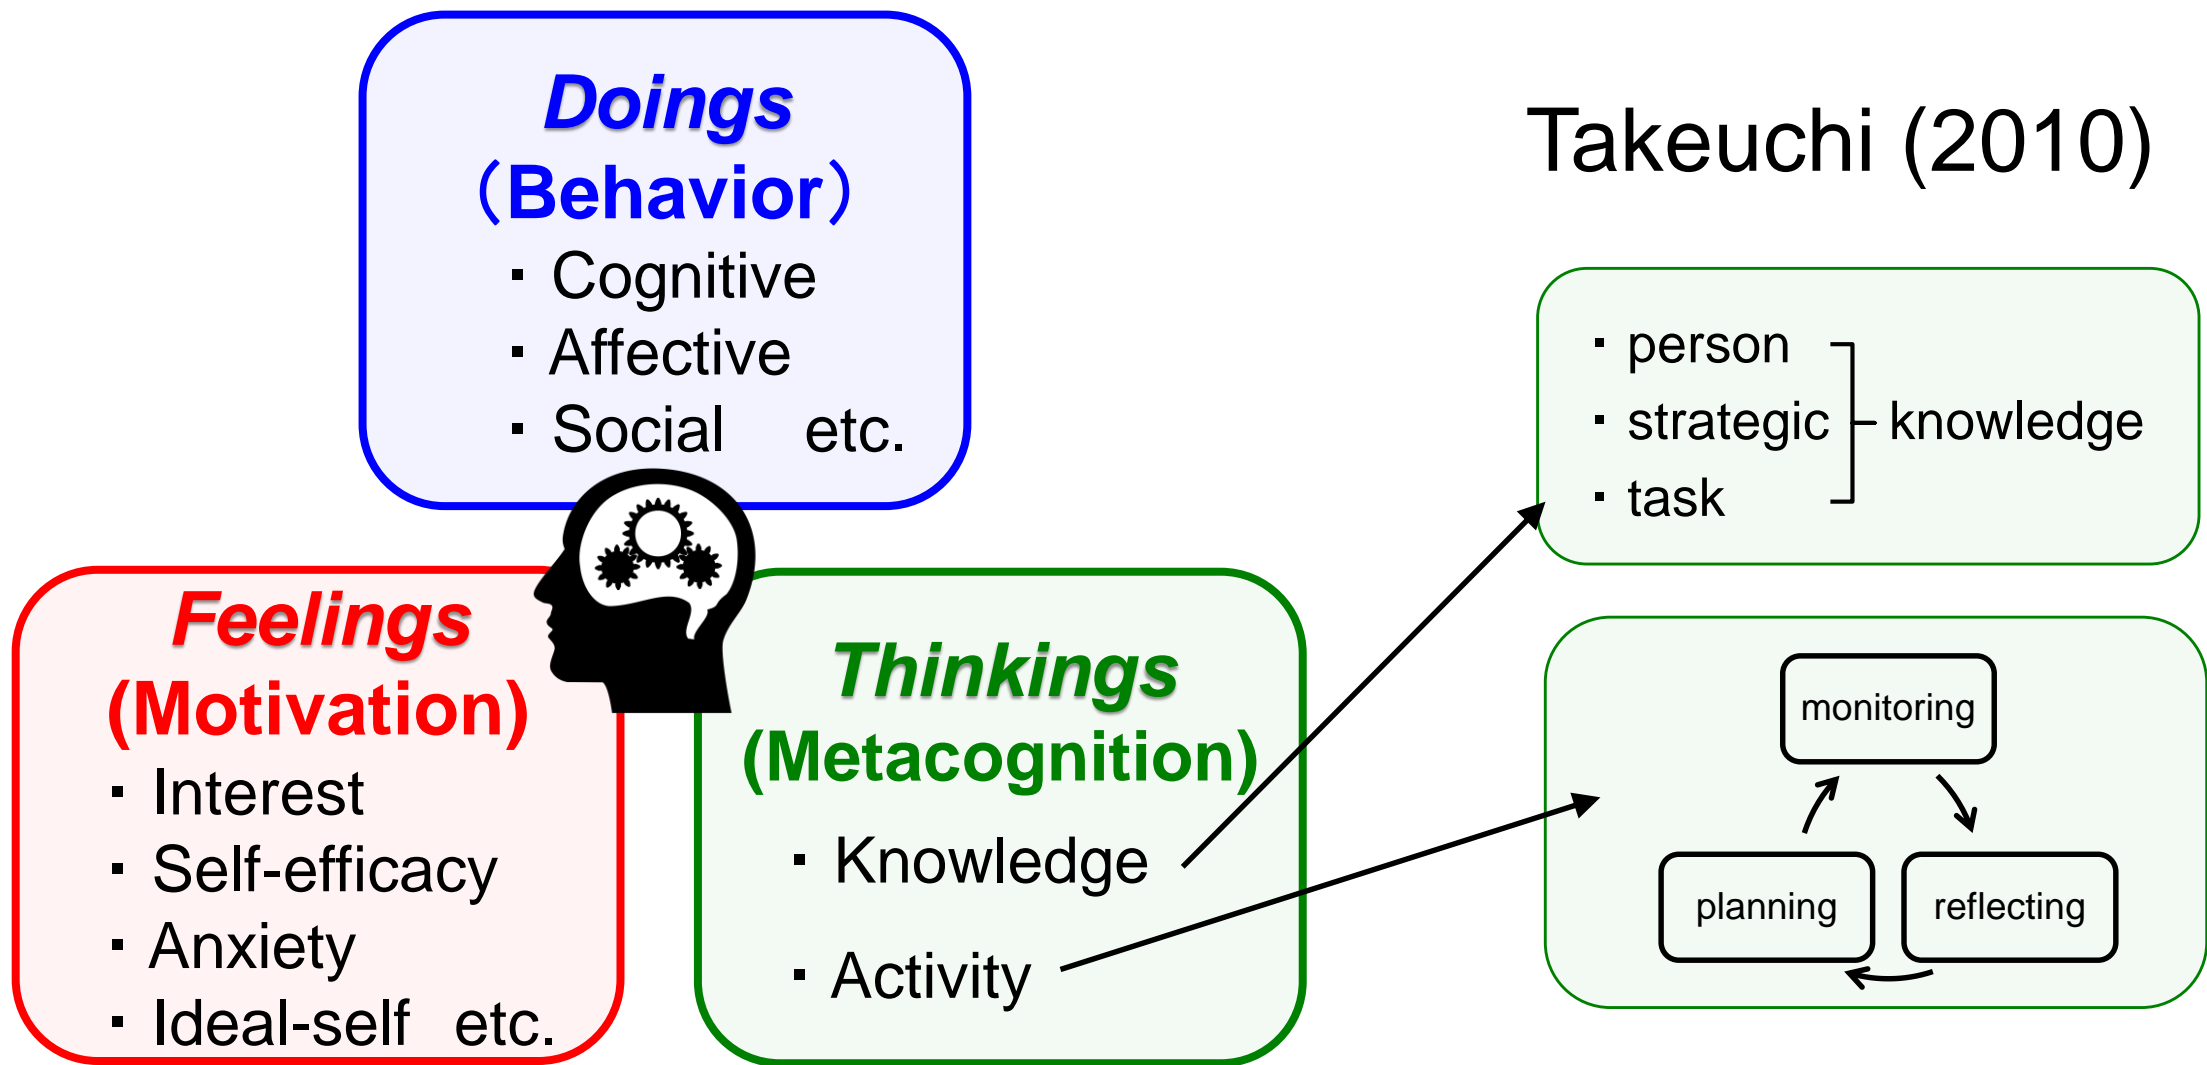 Doings
（Behavior）
・Cognitive
・Affective
・Social etc.
Takeuchi (2010)
Feelings
(Motivation)
・Interest
・Self-efficacy
・Anxiety
・Ideal-self etc.
Thinkings
(Metacognition)
・Knowledge
・Activity
・person
・strategic knowledge
・task
monitoring
planning reflecting